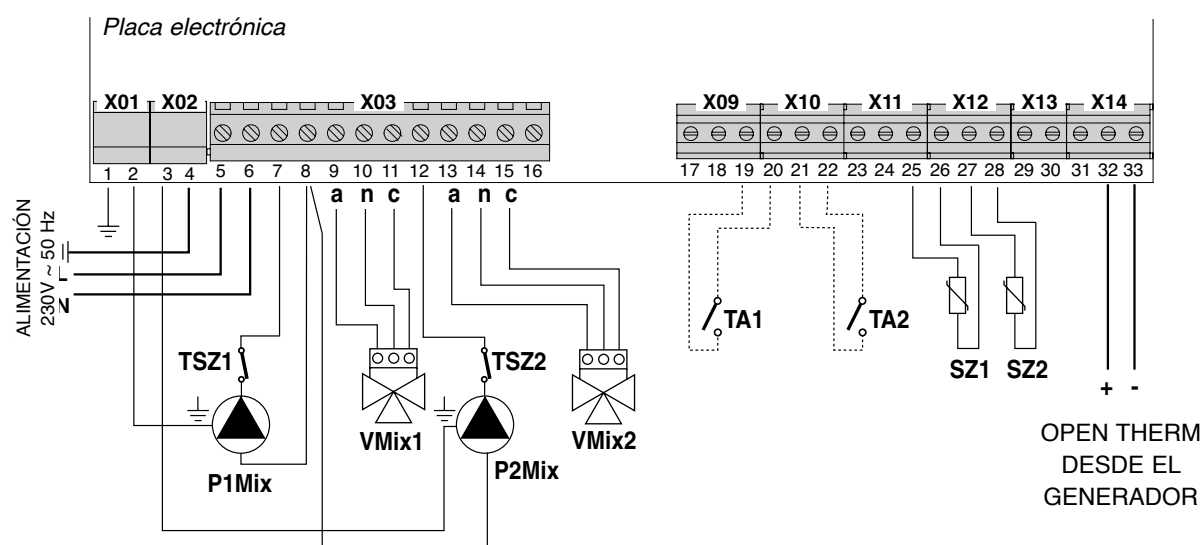 Placa electrónica
X01 X02 X03 X09 X10 X11 X12 X13 X14
1 2 3 4 5 6 7 8 9 10 11 12 13 14 15 16 17 18 19 20 21 22 23 24 25 26 27 28 29 30 31 32 33
a n c a n c
ALIMENTACIÓN
230V ~ 50 Hz
L
N
TA1 TA2
TSZ1 TSZ2
SZ1 SZ2
+ -
VMix1 VMix2
P1Mix P2Mix
OPEN THERM
DESDE EL
GENERADOR